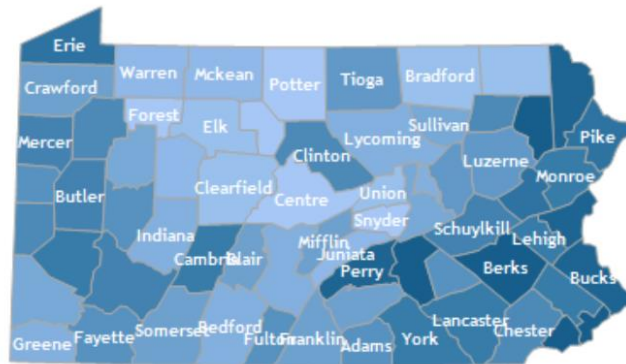 Erie
Warren Mckean Potter Tioga Bradford
Crawford
Forest Elk Lycoming Sullivan
Mercer Clinton Luzerne Pike
Butler Clearfield Centre Union Monroe
Snyder
Indiana Mifflin Schuylkill Lehigh
Cambria Blair Juniata
Perry Berks Bucks
Lancaster
Greene Fayette Somerset Bedford Fulton Franklin Adams York Chester